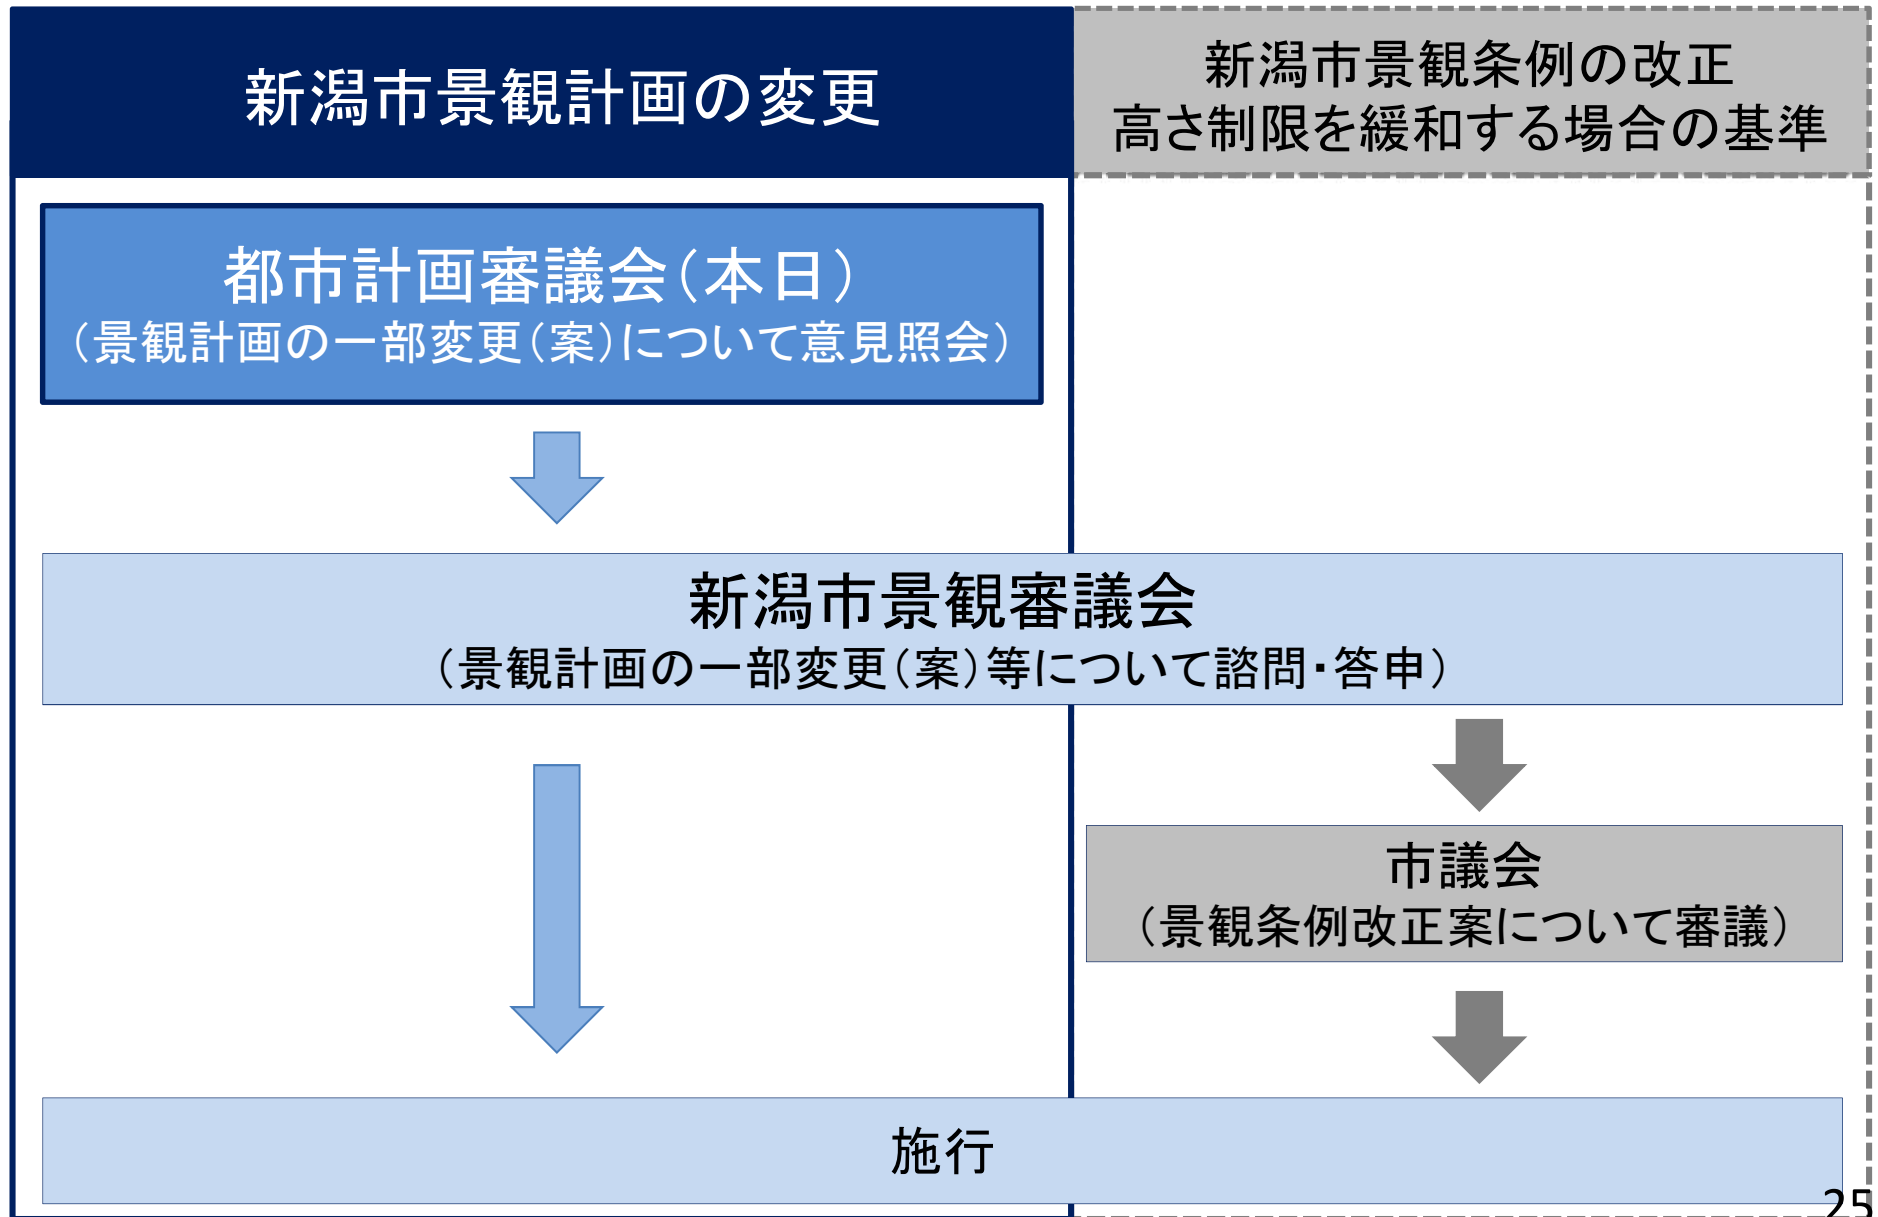 新潟市景観計画の変更
新潟市景観条例の改正
高さ制限を緩和する場合の基準
都市計画審議会（本日）
（景観計画の一部変更（案）について意見照会）
新潟市景観審議会
（景観計画の一部変更（案）等について諮問・答申）
市議会
（景観条例改正案について審議）
施行
25